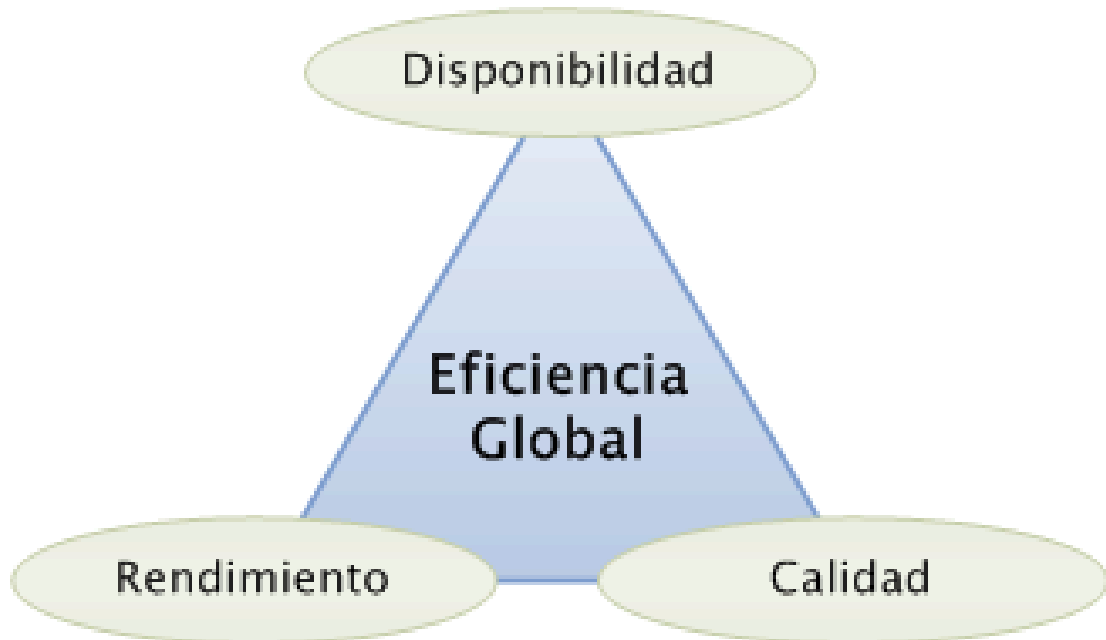 Disponibilidad
Eficiencia
Global
Rendimiento
Calidad